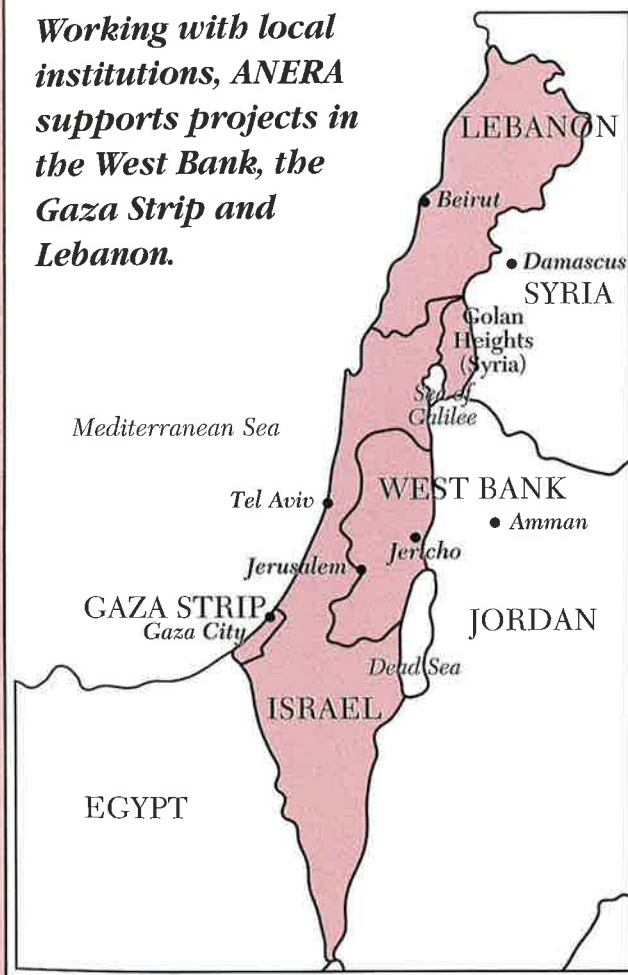 Working with local
institutions, ANERA
supports projects in
the West Bank, the
Gaza Strip and
Lebanon.
LEBANON
Beirut
Damascus
SYRIA
Golan
Heights
(Syria)
Sea of
Galilee
Mediterranean Sea
WEST BANK
Tel Aviv
Amman
Jericho
Jerusalem
GAZA STRIP
Gaza City
JORDAN
Dead Sea
ISRAEL
EGYPT